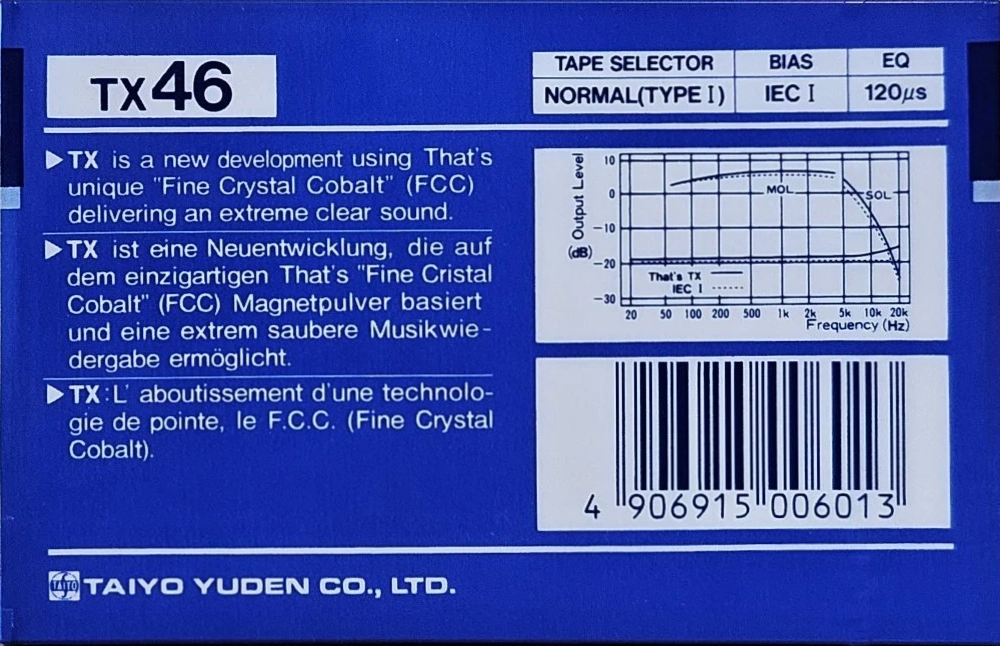 TX46
TAPE SELECTOR BIAS EQ
NORMAL(TYPE I) IEC I 120μs
▶TX is a new development using That's
unique "Fine Crystal Cobalt" (FCC)
delivering an extreme clear sound.
▶TX ist eine Neuentwicklung, die auf
dem einzigartigen That's "Fine Cristal
Cobalt" (FCC) Magnetpulver basiert
und eine extrem saubere Musikwie-
dergabe ermöglicht.
▶TX:L' aboutissement d'une technolo-
gie de pointe, le F.C.C. (Fine Crystal
Cobalt).
Output Level
(dB)
10
0
-10
-20
-30
MOL
SOL
That's TX
IEC I
20 50 100 200 500 1k 2k 5k 10k 20k
Frequency (Hz)
4 906915 006013
TAIYO
TAIYO YUDEN CO., LTD.